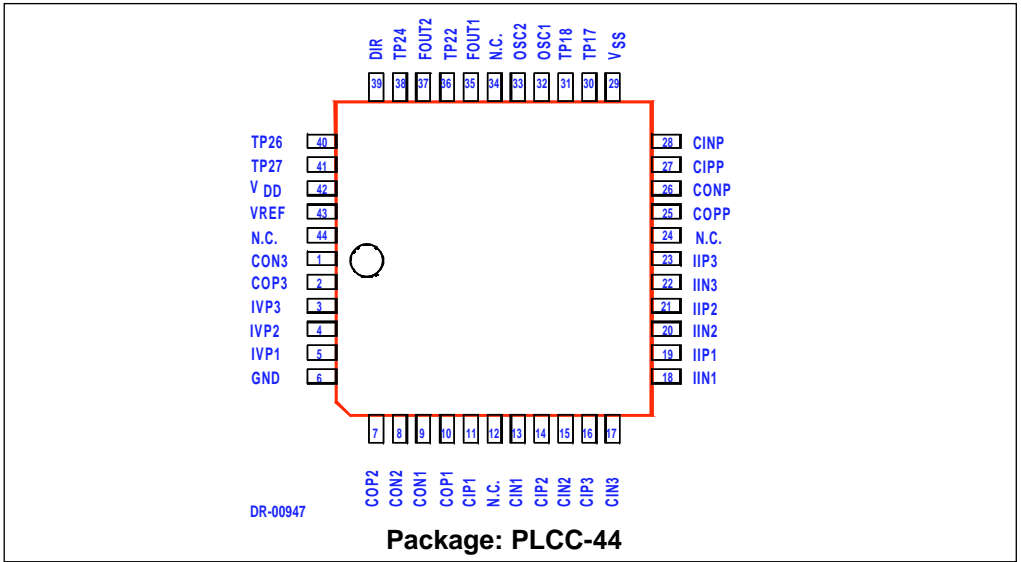 DIR TP24 FOUT2 TP22 FOUT1 N.C. OSC2 OSC1 TP18 TP17 VSS
39 38 37 36 35 34 33 32 31 30 29
TP26 40 28 CINP
TP27 41 27 CIPP
V DD 42 26 CONP
VREF 43 25 COPP
N.C. 44 24 N.C.
CON3 1 23 IIP3
COP3 2 22 IIN3
IVP3 3 21 IIP2
IVP2 4 20 IIN2
IVP1 5 19 IIP1
GND 6 18 IIN1
7 8 9 10 11 12 13 14 15 16 17
COP2 CON2 CON1 COP1 CIP1 N.C. CIN1 CIP2 CIN2 CIP3 CIN3
DR-00947
Package: PLCC-44